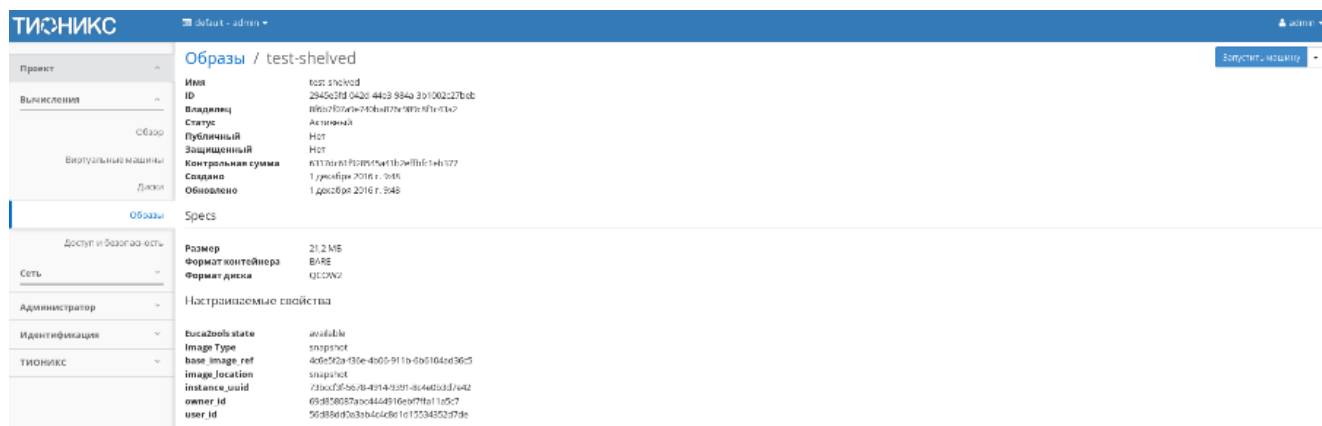 ТИОНИКС
default - admin
admin
Проект
Вычисления
Обзор
Виртуальные машины
Диски
Образы
Доступ и безопасность
Сеть
Администратор
Идентификация
ТИОНИКС
Образы / test-shelved
Запустить машину
Имя test-shelved
ID
Владелец
Статус Активный
Публичный Нет
Защищенный Нет
Контрольная сумма
Создано 1 декабря 2016 г. 9:48
Обновлено 1 декабря 2016 г. 9:48
Specs
Размер 21,2 МБ
Формат контейнера BARE
Формат диска QCOW2
Настраиваемые свойства
Euca2ools state available
Image Type snapshot
base_image_ref
image_location snapshot
instance_uuid
owner_id
user_id